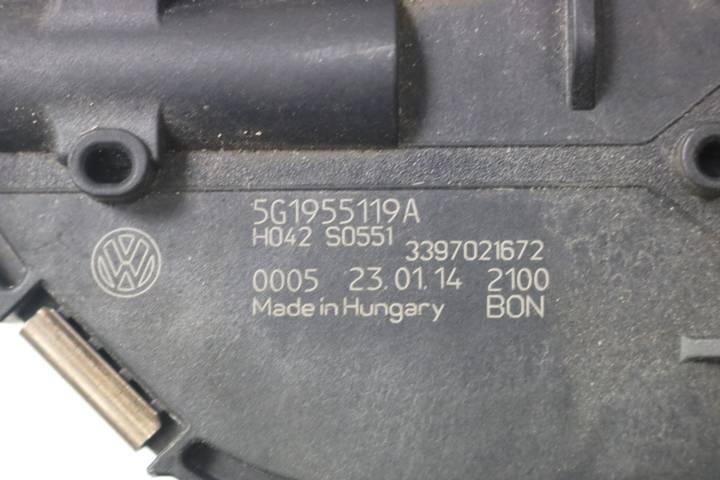 5G1955119A
H042 S0551
3397021672
0005 23.01.14 2100
Made in Hungary BON